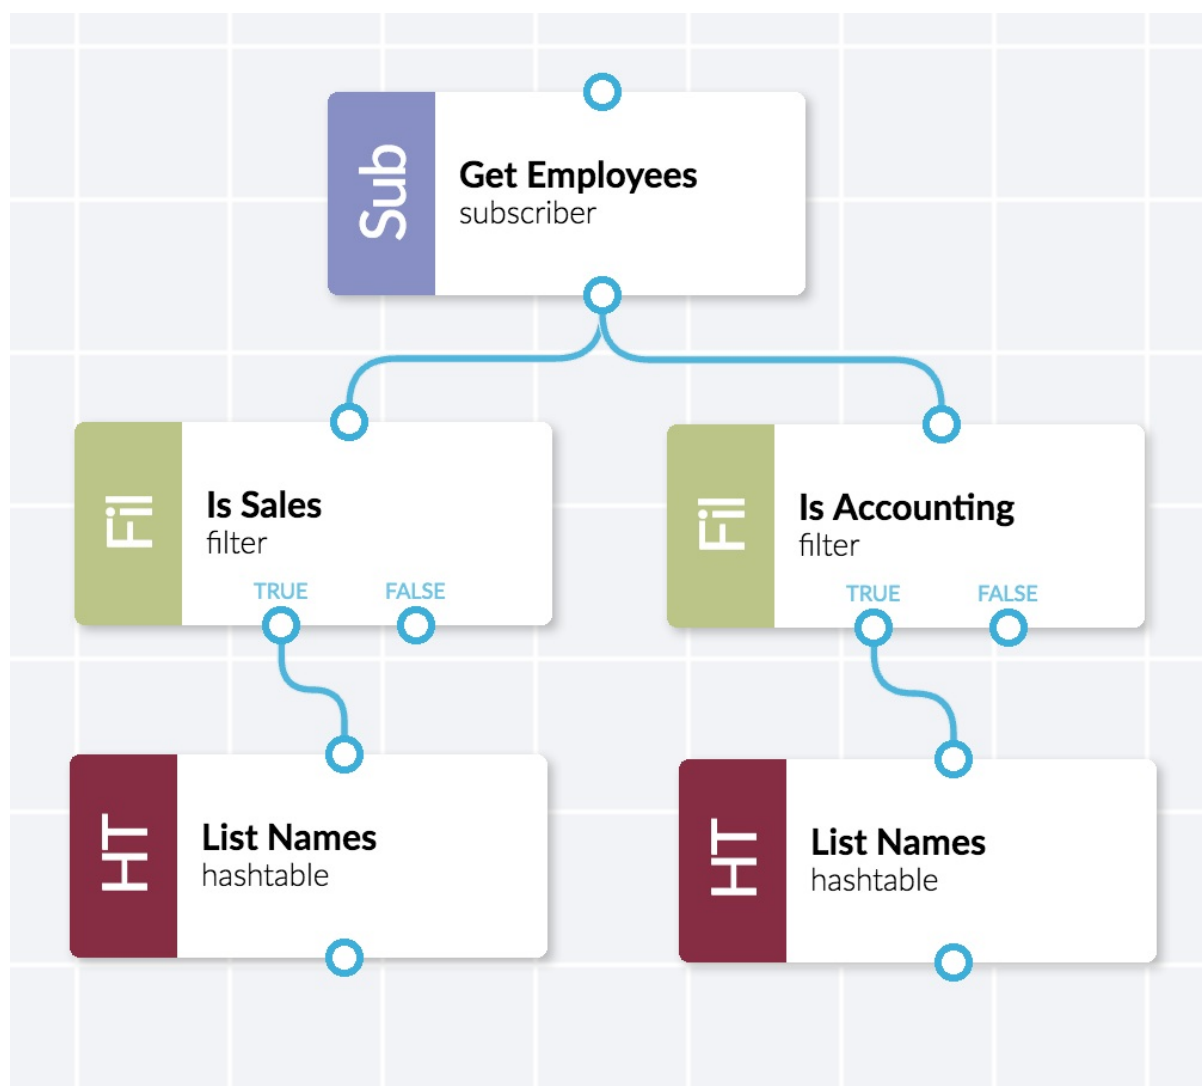 Sub
Get Employees
subscriber
Fil
Is Sales
filter
TRUE FALSE
Fil
Is Accounting
filter
TRUE FALSE
HT
List Names
hashtable
HT
List Names
hashtable